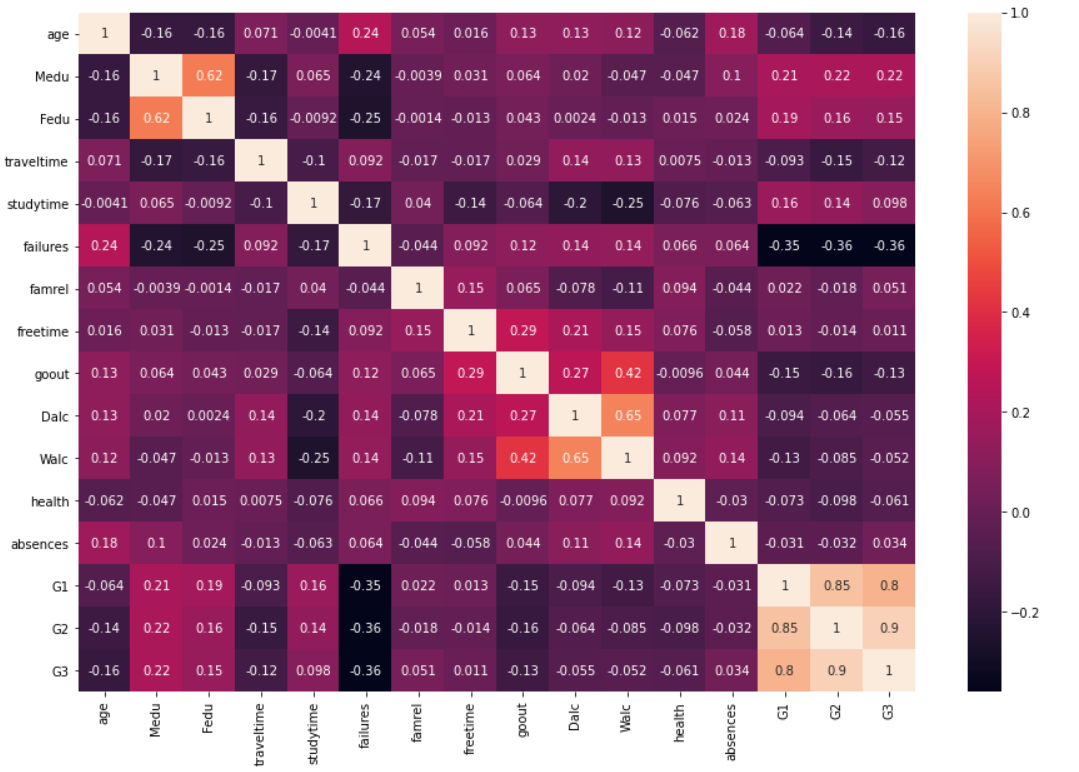 age 1 -0.16 -0.16 0.071 -0.0041 0.24 0.054 0.016 0.13 0.13 0.12 -0.062 0.18 -0.064 -0.14 -0.16 1.0
Medu -0.16 1 0.62 -0.17 0.065 -0.24 -0.0039 0.031 0.064 0.02 -0.047 -0.047 0.1 0.21 0.22 0.22
0.8
Fedu -0.16 0.62 1 -0.16 -0.0092 -0.25 -0.0014 -0.013 0.043 0.0024 -0.013 0.015 0.024 0.19 0.16 0.15
traveltime 0.071 -0.17 -0.16 1 -0.1 0.092 -0.017 -0.017 0.029 0.14 0.13 0.0075 -0.013 -0.093 -0.15 -0.12
studytime -0.0041 0.065 -0.0092 -0.1 1 -0.17 0.04 -0.14 -0.064 -0.2 -0.25 -0.076 -0.063 0.16 0.14 0.098
0.6
failures 0.24 -0.24 -0.25 0.092 -0.17 1 -0.044 0.092 0.12 0.14 0.14 0.066 0.064 -0.35 -0.36 -0.36
famrel 0.054 -0.0039 -0.0014 -0.017 0.04 -0.044 1 0.15 0.065 -0.078 -0.11 0.094 -0.044 0.022 -0.018 0.051
0.4
freetime 0.016 0.031 -0.013 -0.017 -0.14 0.092 0.15 1 0.29 0.21 0.15 0.076 -0.058 0.013 -0.014 0.011
goout 0.13 0.064 0.043 0.029 -0.064 0.12 0.065 0.29 1 0.27 0.42 -0.0096 0.044 -0.15 -0.16 -0.13
Dalc 0.13 0.02 0.0024 0.14 -0.2 0.14 -0.078 0.21 0.27 1 0.65 0.077 0.11 -0.094 -0.064 -0.055 0.2
Walc 0.12 -0.047 -0.013 0.13 -0.25 0.14 -0.11 0.15 0.42 0.65 1 0.092 0.14 -0.13 -0.085 -0.052
health -0.062 -0.047 0.015 0.0075 -0.076 0.066 0.094 0.076 -0.0096 0.077 0.092 1 -0.03 -0.073 -0.098 -0.061
0.0
absences 0.18 0.1 0.024 -0.013 -0.063 0.064 -0.044 -0.058 0.044 0.11 0.14 -0.03 1 -0.031 -0.032 0.034
G1 -0.064 0.21 0.19 -0.093 0.16 -0.35 0.022 0.013 -0.15 -0.094 -0.13 -0.073 -0.031 1 0.85 0.8
−0.2
G2 -0.14 0.22 0.16 -0.15 0.14 -0.36 -0.018 -0.014 -0.16 -0.064 -0.085 -0.098 -0.032 0.85 1 0.9
G3 -0.16 0.22 0.15 -0.12 0.098 -0.36 0.051 0.011 -0.13 -0.055 -0.052 -0.061 0.034 0.8 0.9 1
age Medu Fedu traveltime studytime failures famrel freetime goout Dalc Walc health absences G1 G2 G3